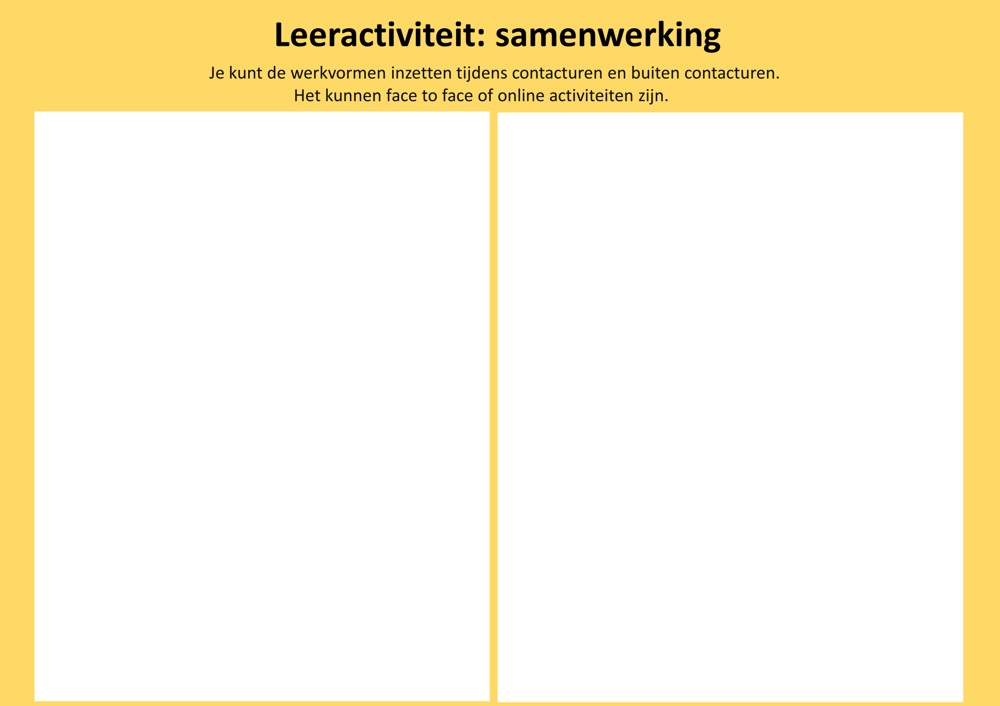 Leeractiviteit: samenwerking
Je kunt de werkvormen inzetten tijdens contacturen en buiten contacturen.
Het kunnen face to face of online activiteiten zijn.